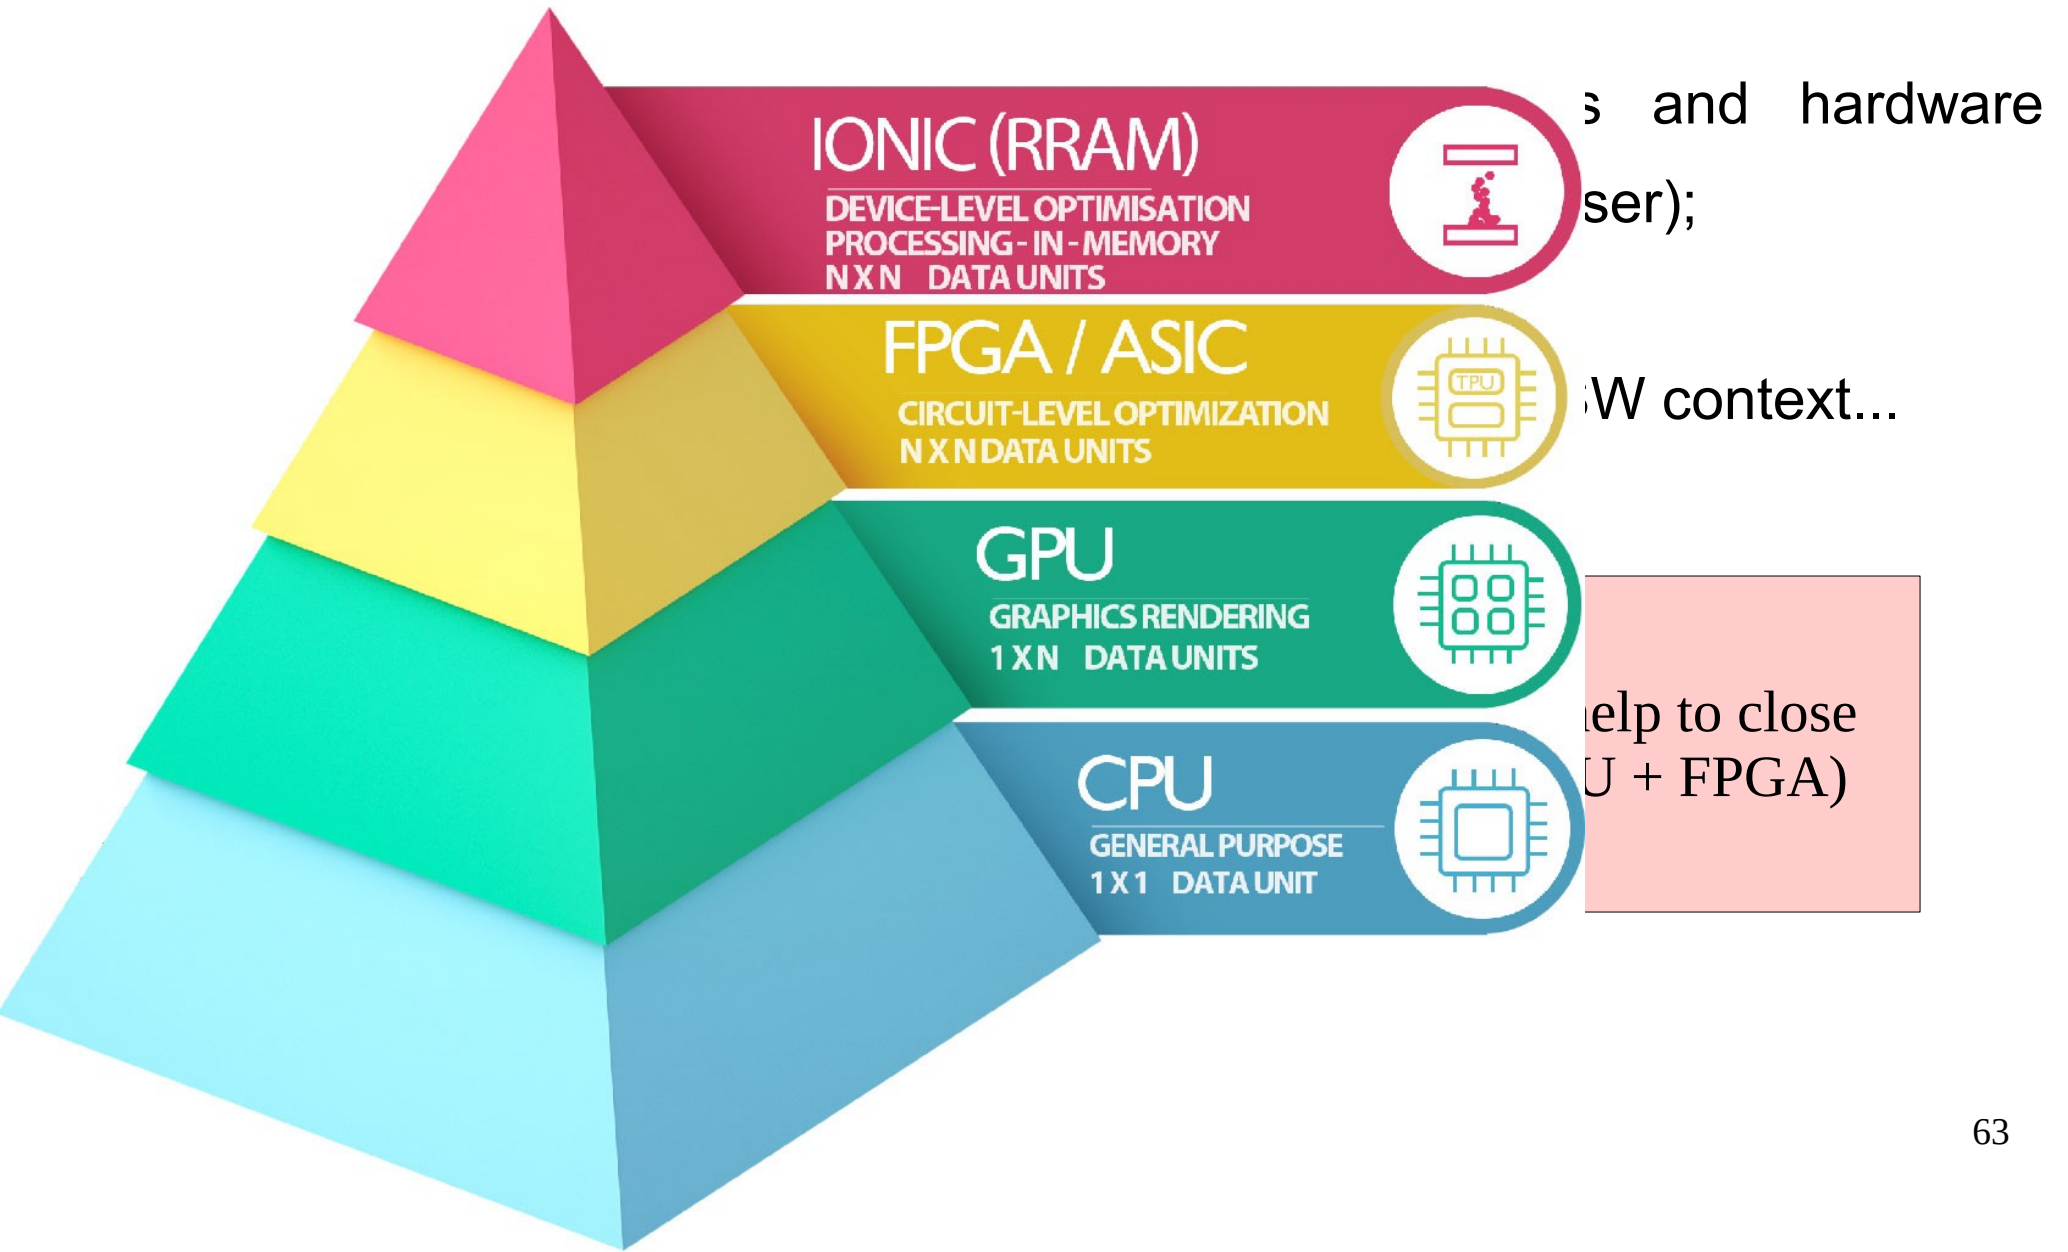 IONIC (RRAM)
DEVICE-LEVEL OPTIMISATION
PROCESSING-IN-MEMORY
N X N DATA UNITS
FPGA / ASIC
TPU
CIRCUIT-LEVEL OPTIMIZATION
N X N DATA UNITS
GPU
GRAPHICS RENDERING
1 X N DATA UNITS
CPU
GENERAL PURPOSE
1 X 1 DATA UNIT
and hardware
context...
to close
+ FPGA)
63